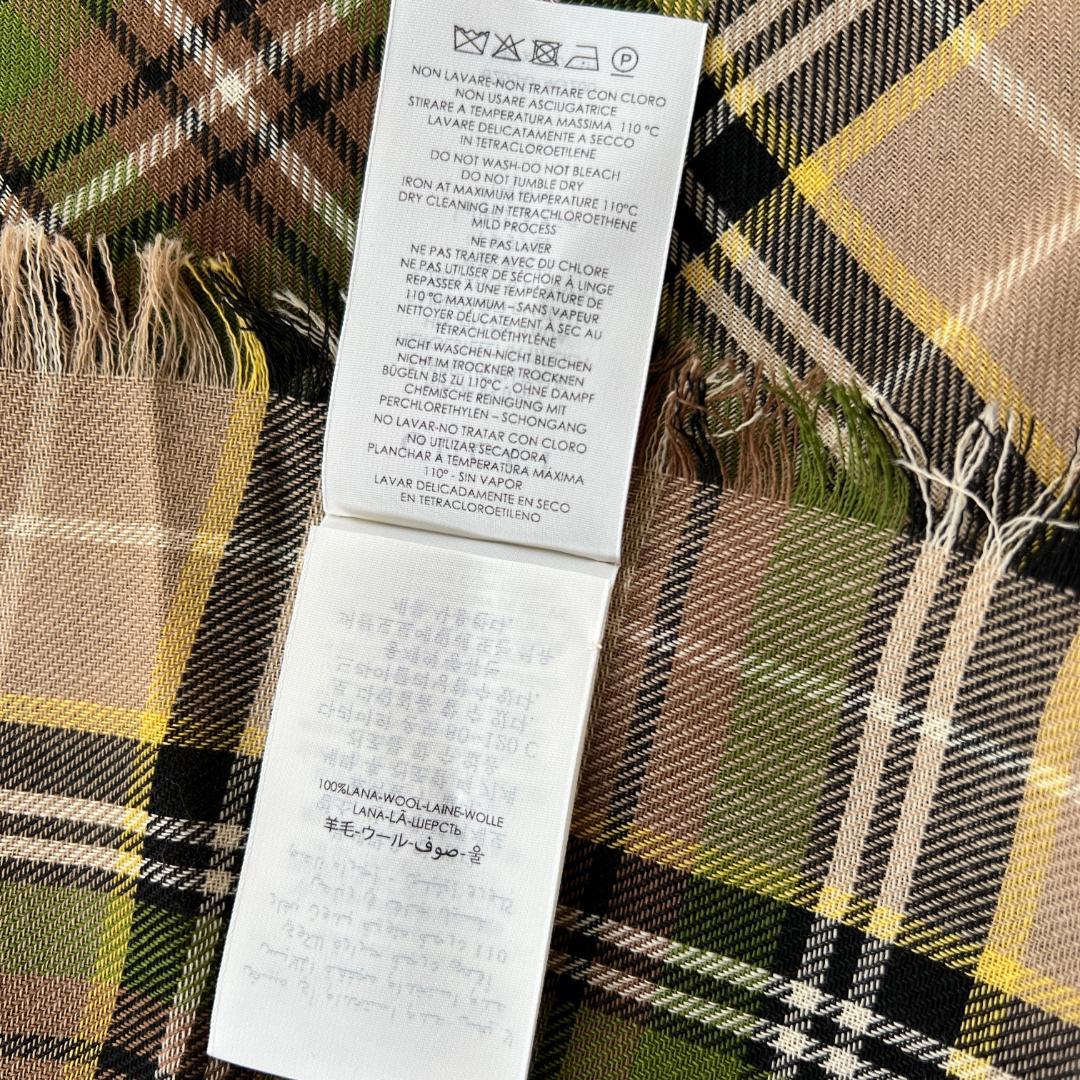 P
NON LAVARE-NON TRATTARE CON CLORO
NON USARE ASCIUGATRICE
STIRARE A TEMPERATURA MASSIMA 110 °C
LAVARE DELICATAMENTE A SECCO
IN TETRACLOROETILENE
DO NOT WASH-DO NOT BLEACH
DO NOT TUMBLE DRY
IRON AT MAXIMUM TEMPERATURE 110°C
DRY CLEANING IN TETRACHLOROETHENE
MILD PROCESS
NE PAS LAVER
NE PAS TRAITER AVEC DU CHLORE
NE PAS UTILISER DE SÉCHOIR À LINGE
REPASSER À UNE TEMPÉRATURE DE
110 °C MAXIMUM – SANS VAPEUR
NETTOYER DÉLICATEMENT À SEC AU
TÉTRACHLOÉTHYLÉNE
NICHT WASCHEN-NICHT BLEICHEN
NICHT IM TROCKNER TROCKNEN
BÜGELN BIS ZU 110°C - OHNE DAMPF
CHEMISCHE REINIGUNG MIT
PERCHLORETHYLEN – SCHONGANG
NO LAVAR-NO TRATAR CON CLORO
NO UTILIZAR SECADORA
PLANCHAR A TEMPERATURA MÁXIMA
110° - SIN VAPOR
LAVAR DELICADAMENTE EN SECO
EN TETRACLOROETILENO
100%LANA-WOOL-LAINE-WOLLE
LANA-LÃ-ШЕРСТЬ
羊毛-ウール-صوف-울